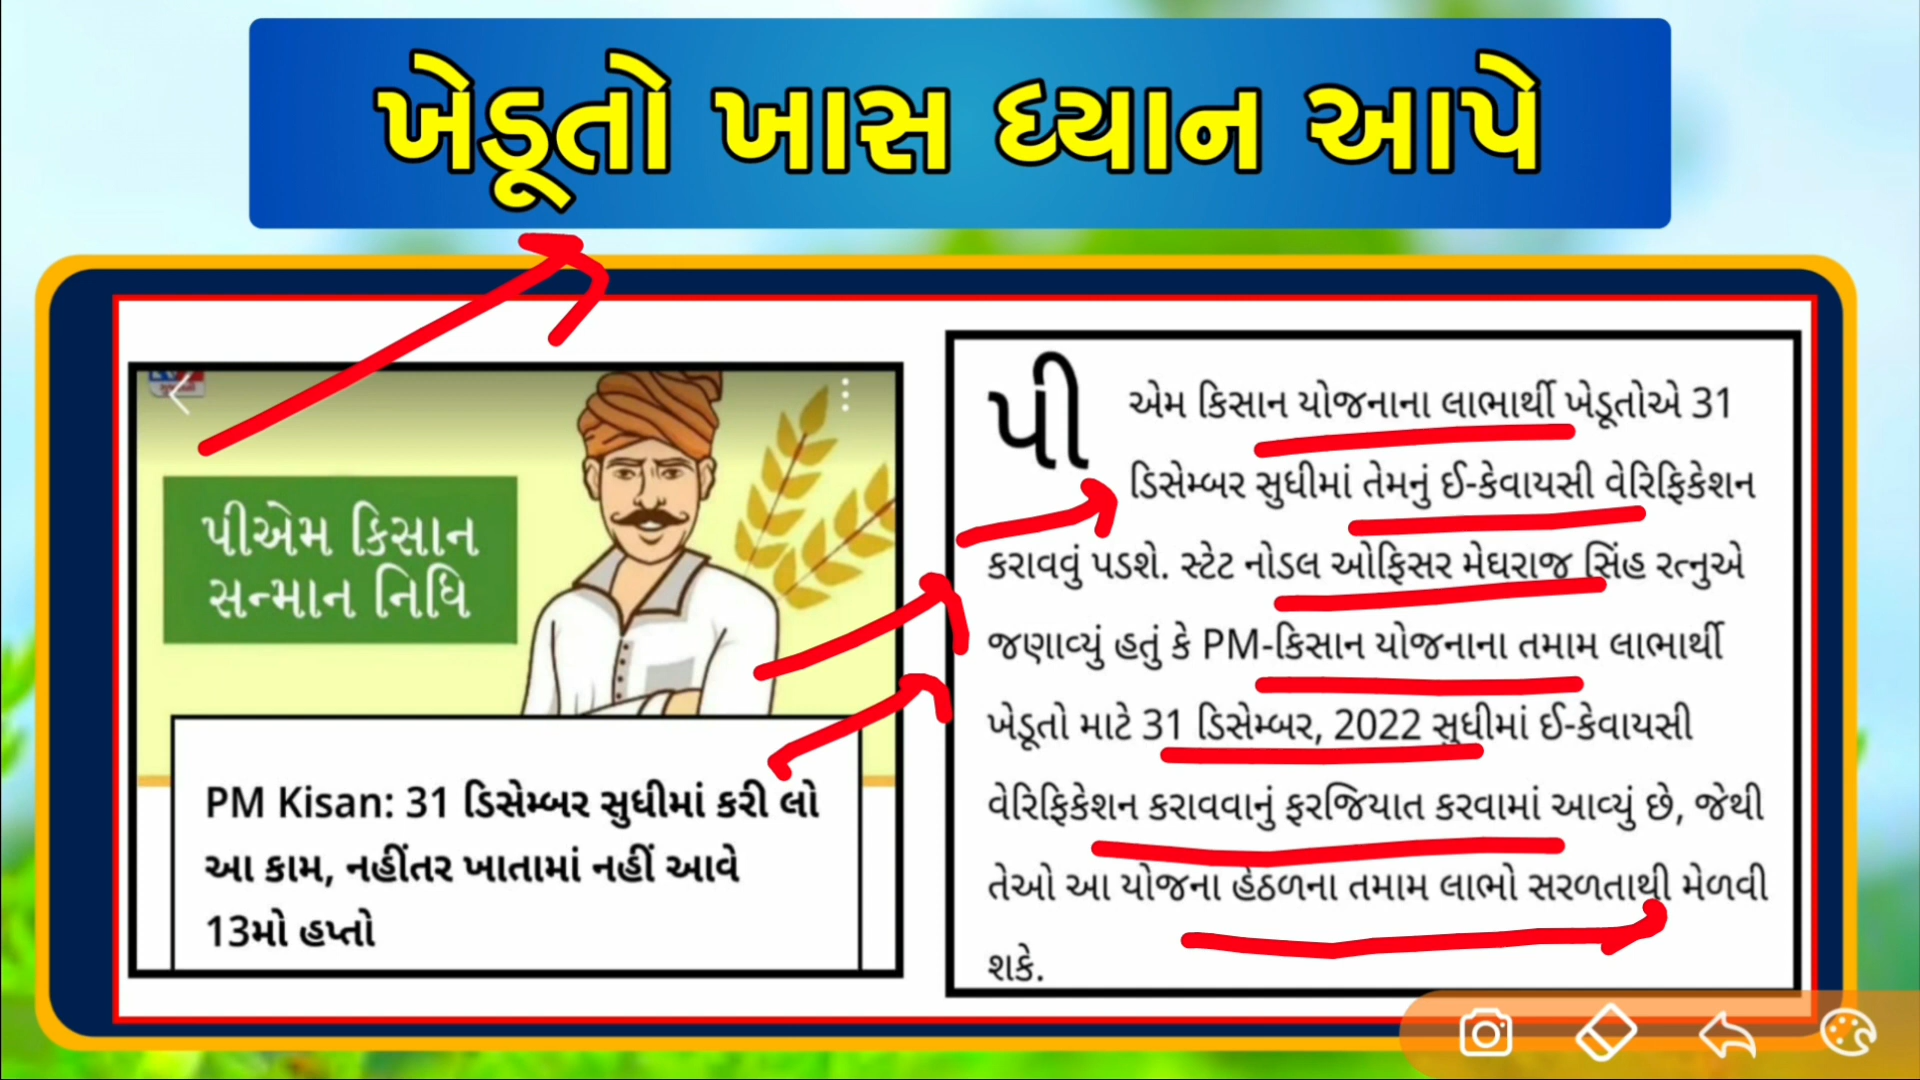 ખેડૂતો ખાસ ધ્યાન આપે
પીએમ કિસાન
સન્માન નિધિ
PM Kisan: 31 ડિસેમ્બર સુધીમાં કરી લો
આ કામ, નહીંતર ખાતામાં નહીં આવે
13મો હપ્તો
પી
એમ કિસાન યોજનાના લાભાર્થી ખેડૂતોએ 31
ડિસેમ્બર સુધીમાં તેમનું ઈ-કેવાયસી વેરિફિકેશન
કરાવવું પડશે. સ્ટેટ નોડલ ઓફિસર મેઘરાજ સિંહ રત્નુએ
જણાવ્યું હતું કે PM-કિસાન યોજનાના તમામ લાભાર્થી
ખેડૂતો માટે 31 ડિસેમ્બર, 2022 સુધીમાં ઈ-કેવાયસી
વેરિફિકેશન કરાવવાનું ફરજિયાત કરવામાં આવ્યું છે, જેથી
તેઓ આ યોજના હેઠળના તમામ લાભો સરળતાથી મેળવી
શકે.